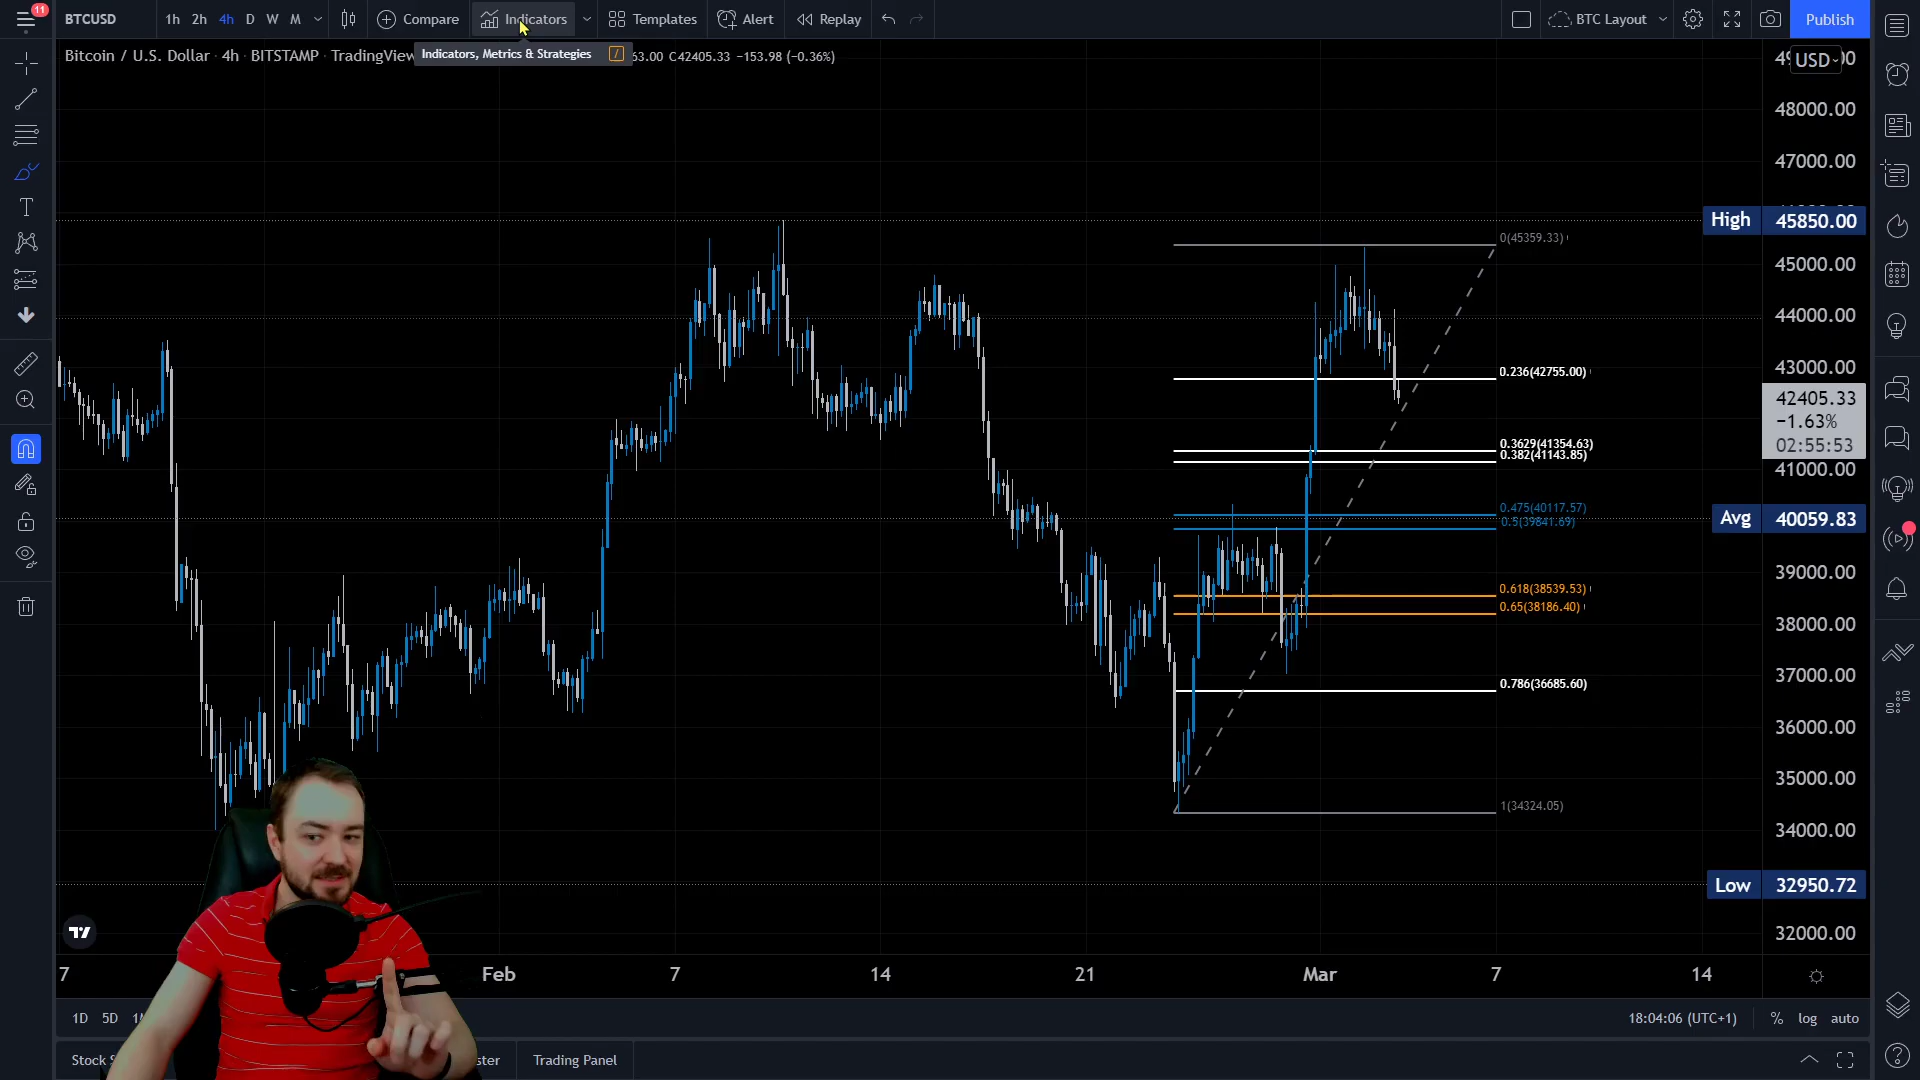 11
BTCUSD 1h 2h 4h D W M Compare Indicators Templates Alert Replay BTC Layout Publish
Indicators, Metrics & Strategies /
Bitcoin / U.S. Dollar · 4h · BITSTAMP · TradingView 63.00 C42405.33 −153.98 (−0.36%)
USD
48000.00
47000.00
High 45850.00
0(45359.33)
45000.00
44000.00
43000.00
0.236(42755.00)
42405.33
−1.63%
02:55:53
0.3629(41354.63)
0.382(41143.85)
41000.00
0.475(40117.57)
0.5(39841.69)
Avg 40059.83
39000.00
0.618(38539.53)
0.65(38186.40)
38000.00
37000.00
0.786(36685.60)
36000.00
35000.00
1(34324.05)
34000.00
Low 32950.72
32000.00
7 Feb 7 14 21 Mar 7 14
1D 5D 18:04:06 (UTC+1) % log auto
Stock Trading Panel